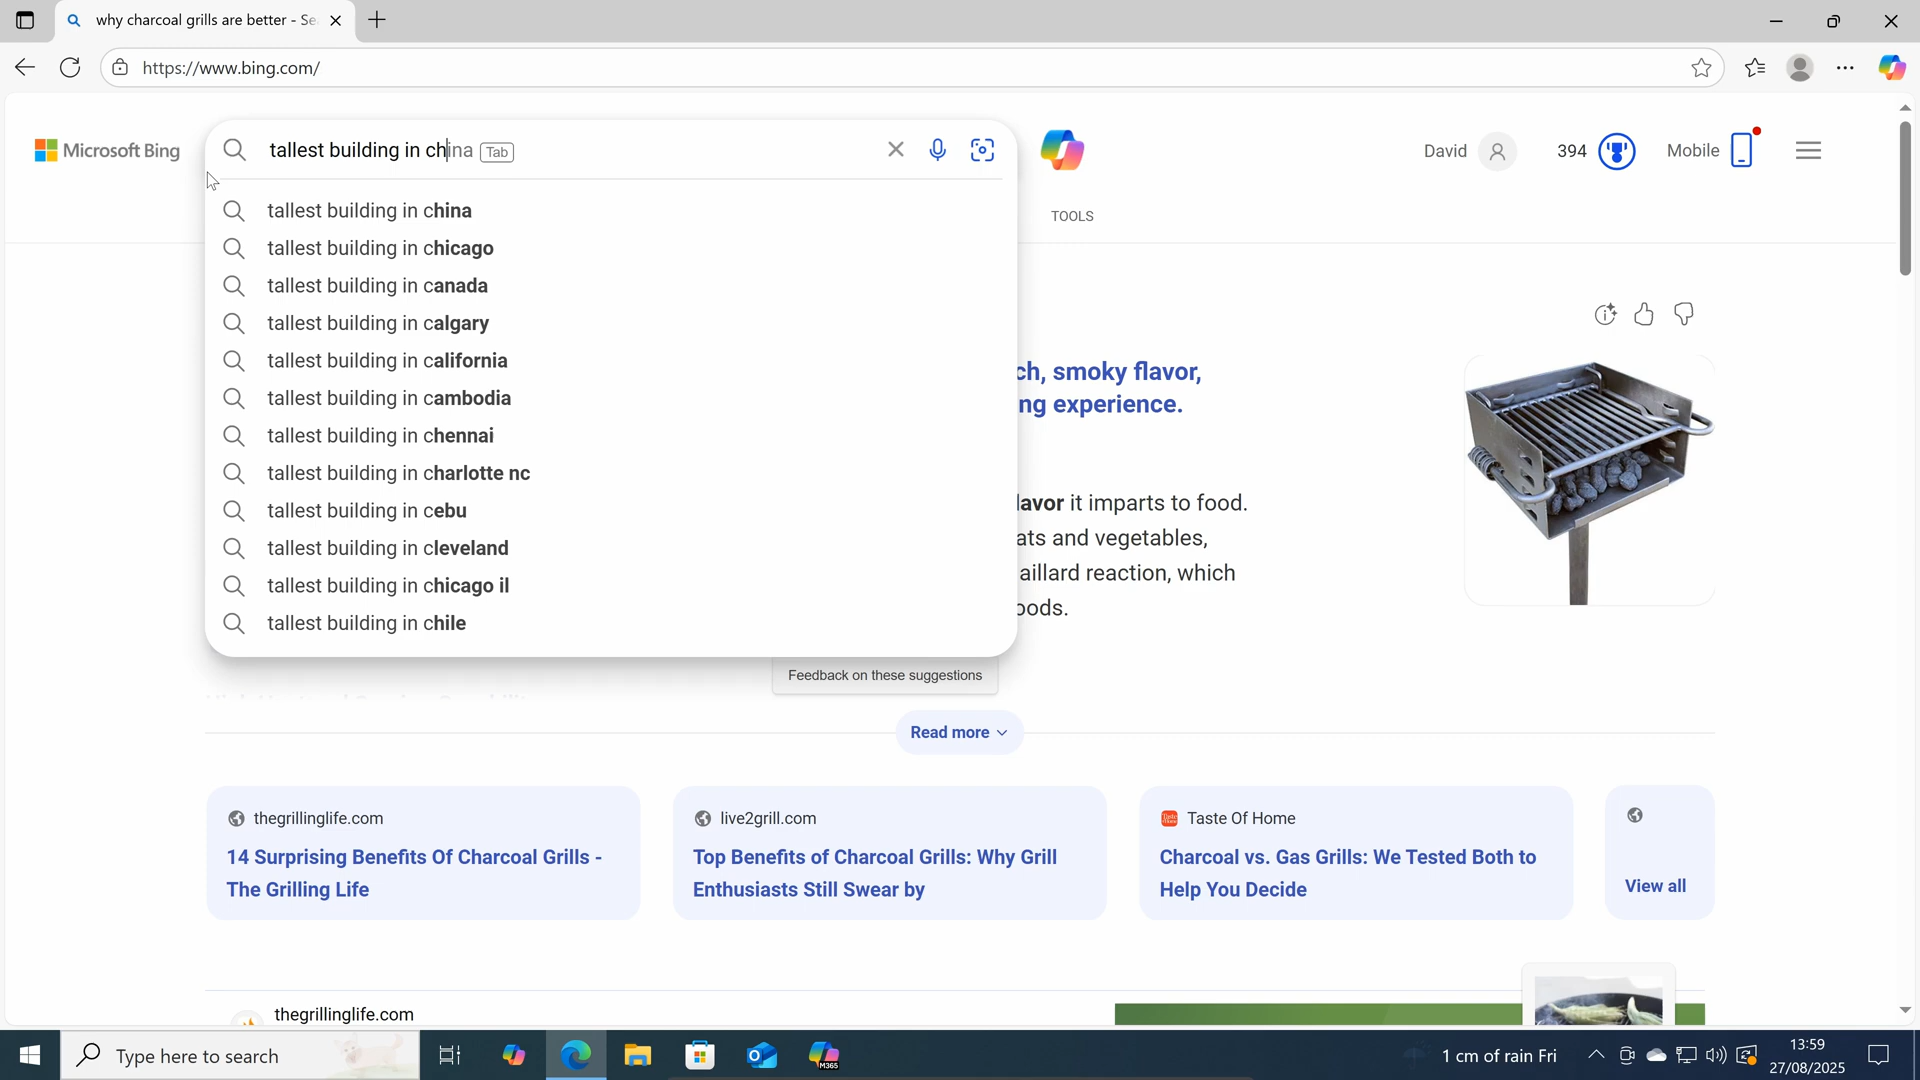 why charcoal grills are better - Se
https://www.bing.com/
Microsoft Bing
tallest building in china Tab
David
394
Mobile
TOOLS
tallest building in china
tallest building in chicago
tallest building in canada
tallest building in calgary
tallest building in california
tallest building in cambodia
tallest building in chennai
tallest building in charlotte nc
tallest building in cebu
tallest building in cleveland
tallest building in chicago il
tallest building in chile
Feedback on these suggestions
ch, smoky flavor,
ng experience.
lavor it imparts to food.
ats and vegetables,
aillard reaction, which
oods.
Read more
thegrillinglife.com
14 Surprising Benefits Of Charcoal Grills -
The Grilling Life
live2grill.com
Top Benefits of Charcoal Grills: Why Grill
Enthusiasts Still Swear by
Taste Of Home
Charcoal vs. Gas Grills: We Tested Both to
Help You Decide
View all
thegrillinglife.com
Type here to search
M365
1 cm of rain Fri
13:59
27/08/2025